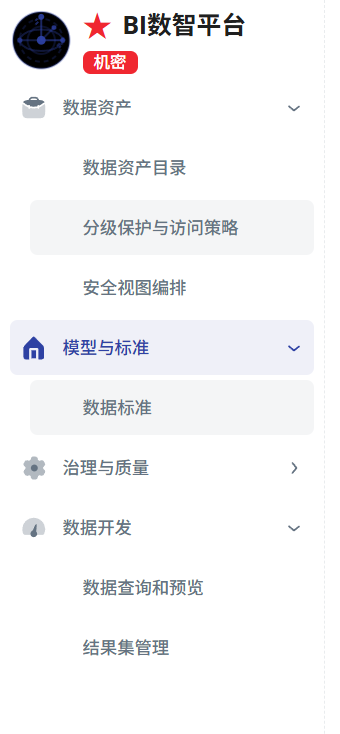 BI数智平台
机密
数据资产
数据资产目录
分级保护与访问策略
安全视图编排
模型与标准
数据标准
治理与质量
数据开发
数据查询和预览
结果集管理